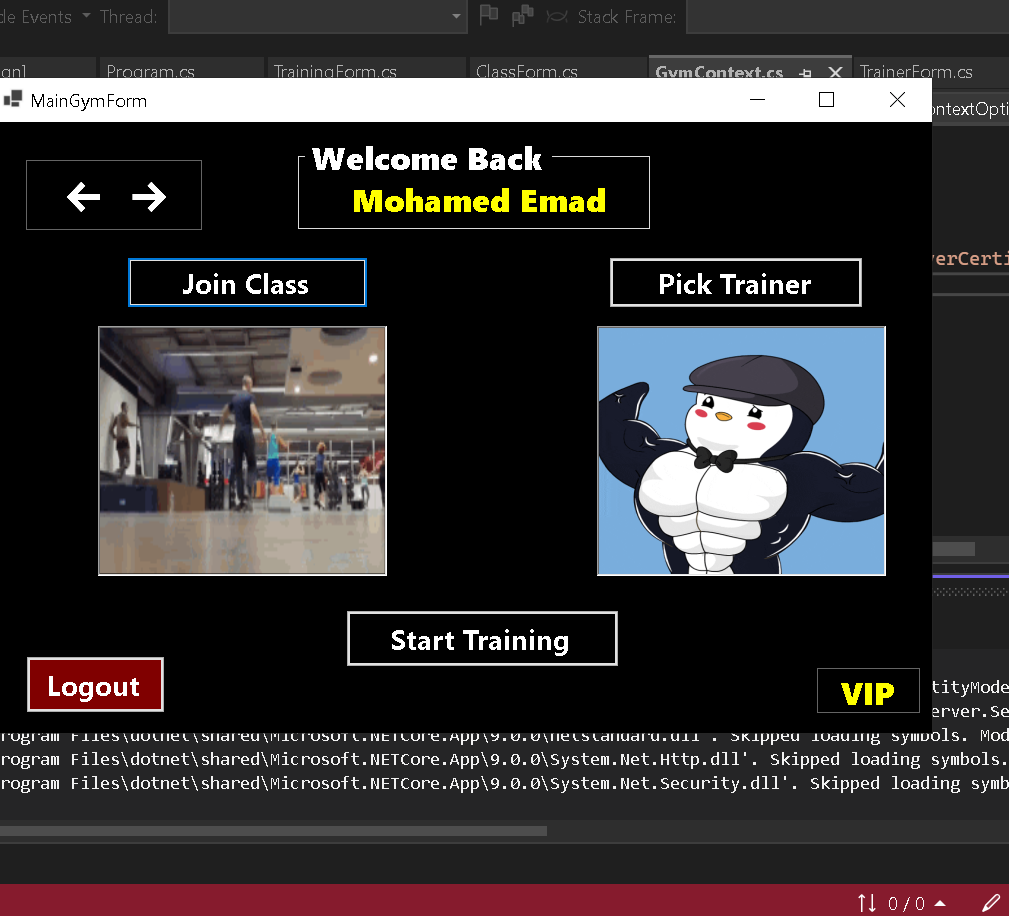 de Events Thread: Stack Frame:
gn] Program.cs TrainingForm.cs ClassForm.cs GymContext.cs TrainerForm.cs
MainGymForm
ontextOpti
Welcome Back
Mohamed Emad
verCerti
Join Class
Pick Trainer
Start Training
Logout
VIP
tityMode
erver.Se
rogram Files\dotnet\shared\Microsoft.NETCore.App\9.0.0\netstandard.dll'. Skipped loading symbols. Mod
rogram Files\dotnet\shared\Microsoft.NETCore.App\9.0.0\System.Net.Http.dll'. Skipped loading symbols.
rogram Files\dotnet\shared\Microsoft.NETCore.App\9.0.0\System.Net.Security.dll'. Skipped loading symb
0 / 0